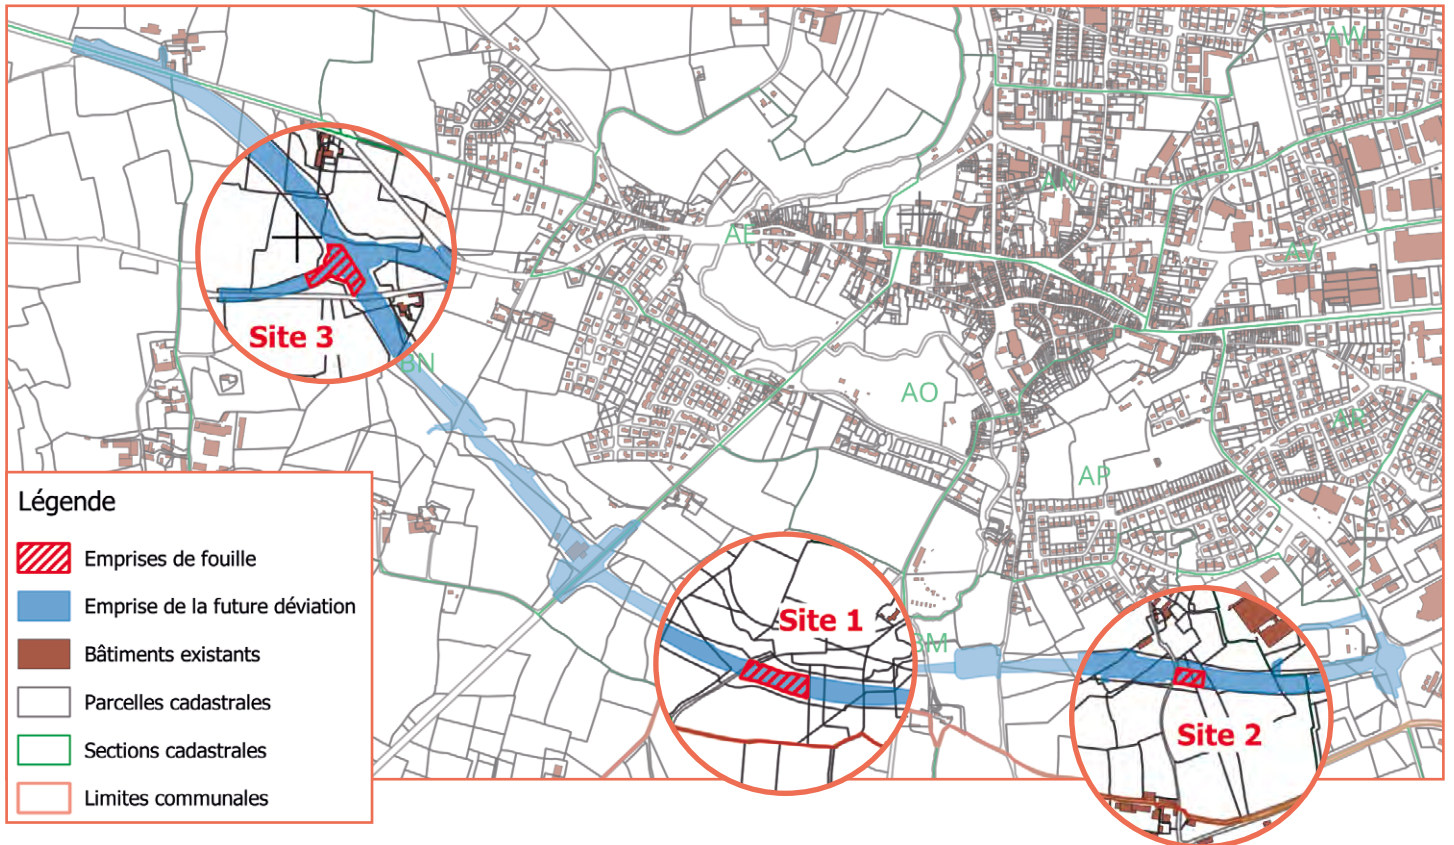 AW
AN
AE
AV
Site 3
BN
AO
AR
AP
Légende
Emprises de fouille
Emprise de la future déviation
Bâtiments existants
Parcelles cadastrales
Sections cadastrales
Limites communales
Site 1
BM
Site 2